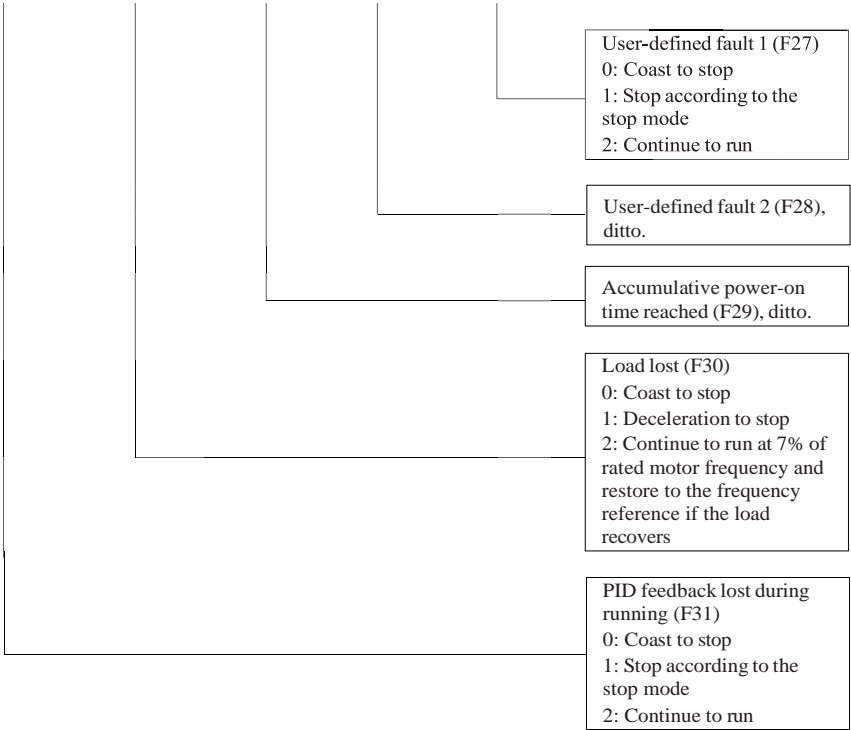 User-defined fault 1 (F27)
0: Coast to stop
1: Stop according to the
stop mode
2: Continue to run
User-defined fault 2 (F28),
ditto.
Accumulative power-on
time reached (F29), ditto.
Load lost (F30)
0: Coast to stop
1: Deceleration to stop
2: Continue to run at 7% of
rated motor frequency and
restore to the frequency
reference if the load
recovers
PID feedback lost during
running (F31)
0: Coast to stop
1: Stop according to the
stop mode
2: Continue to run